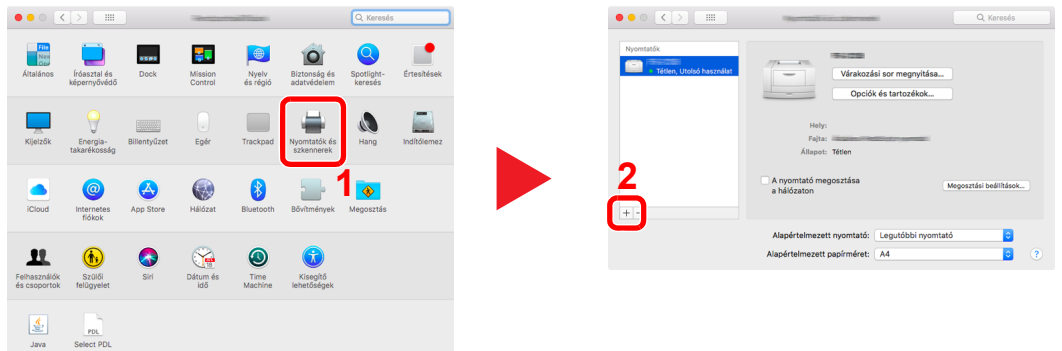 Keresés
Általános
Íróasztal és
képernyővédő
Dock
Mission
Control
Nyelv
és régió
Biztonság és
adatvédelem
Spotlight-
keresés
Értesítések
Kijelzők
Energia-
takarékosság
Billentyűzet
Egér
Trackpad
Nyomtatók és
szkennerek
Hang
Indítólemez
1
iCloud
Internetes
fiókok
App Store
Hálózat
Bluetooth
Bővítmények
Megosztás
Felhasználók
és csoportok
Szülői
felügyelet
Siri
Dátum és
idő
Time
Machine
Kisegítő
lehetőségek
Java
PDL
Select PDL
Keresés
Nyomtatók
Tétlen, Utolsó használat
Várakozási sor megnyitása...
Opciók és tartozékok...
Hely:
Fajta:
Állapot: Tétlen
A nyomtató megosztása
a hálózaton
Megosztási beállítások...
2
+ -
Alapértelmezett nyomtató: Legutóbbi nyomtató
Alapértelmezett papírméret: A4
?